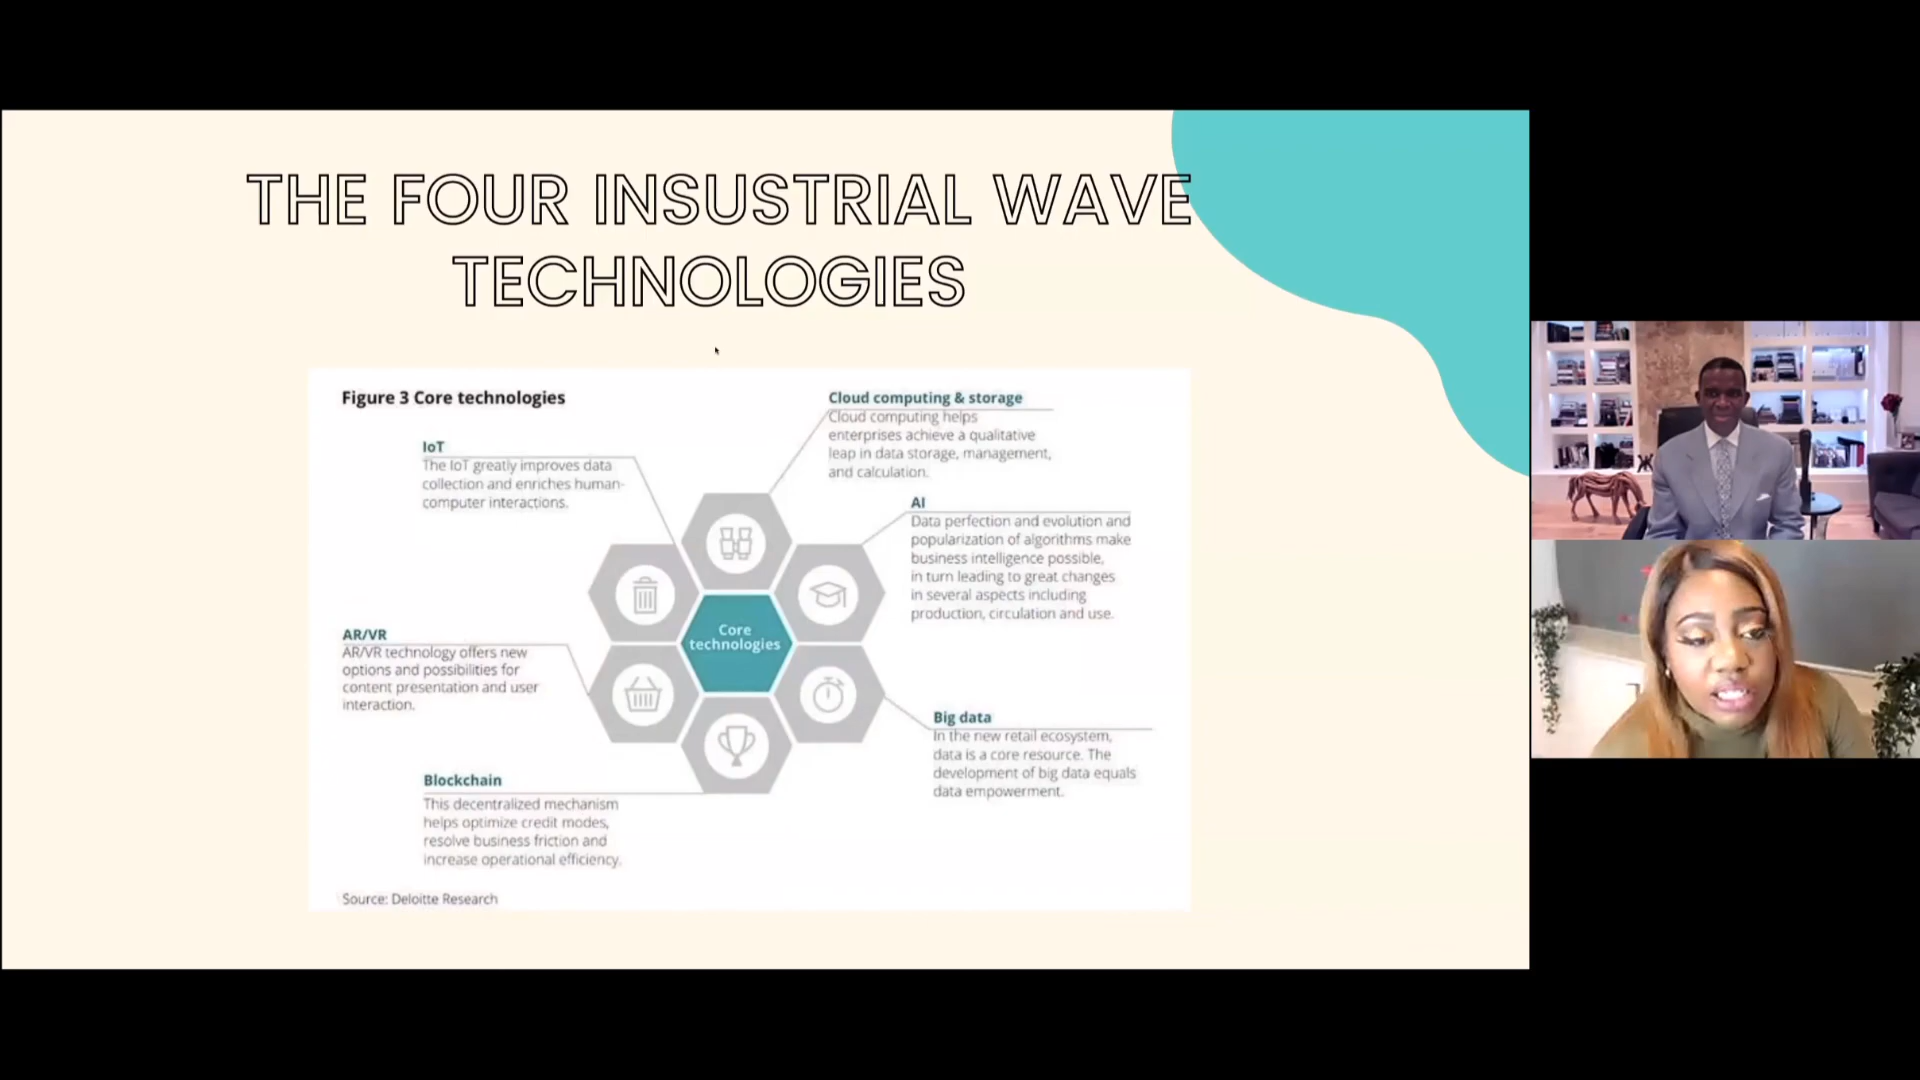 THE FOUR INSUSTRIAL WAVE
TECHNOLOGIES
Figure 3 Core technologies
IoT
The IoT greatly improves data
collection and enriches human-
computer interactions.
Cloud computing & storage
Cloud computing helps
enterprises achieve a qualitative
leap in data storage, management,
and calculation.
AI
Data perfection and evolution and
popularization of algorithms make
business intelligence possible,
in turn leading to great changes
in several aspects including
production, circulation and use.
Core
technologies
AR/VR
AR/VR technology offers new
options and possibilities for
content presentation and user
interaction.
Big data
In the new retail ecosystem,
data is a core resource. The
development of big data equals
data empowerment.
Blockchain
This decentralized mechanism
helps optimize credit modes,
resolve business friction and
increase operational efficiency.
Source: Deloitte Research